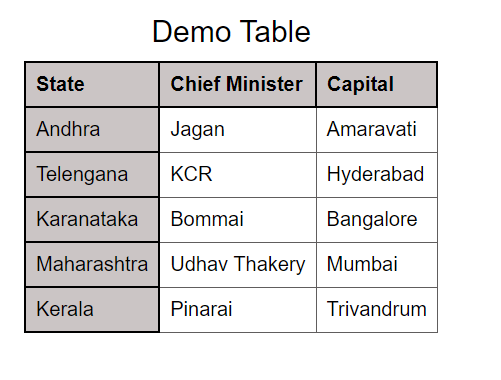 Demo Table
State Chief Minister Capital
Andhra Jagan Amaravati
Telengana KCR Hyderabad
Karanataka Bommai Bangalore
Maharashtra Udhav Thakery Mumbai
Kerala Pinarai Trivandrum